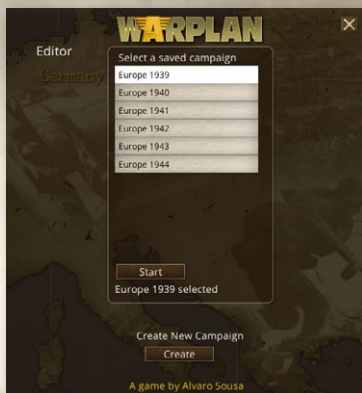 WARPLAN
Editor
Select a saved campaign
Germany
Europe 1939
Europe 1940
Europe 1941
Europe 1942
Europe 1943
Europe 1944
Start
Europe 1939 selected
Create New Campaign
Create
A game by Alvaro Sousa